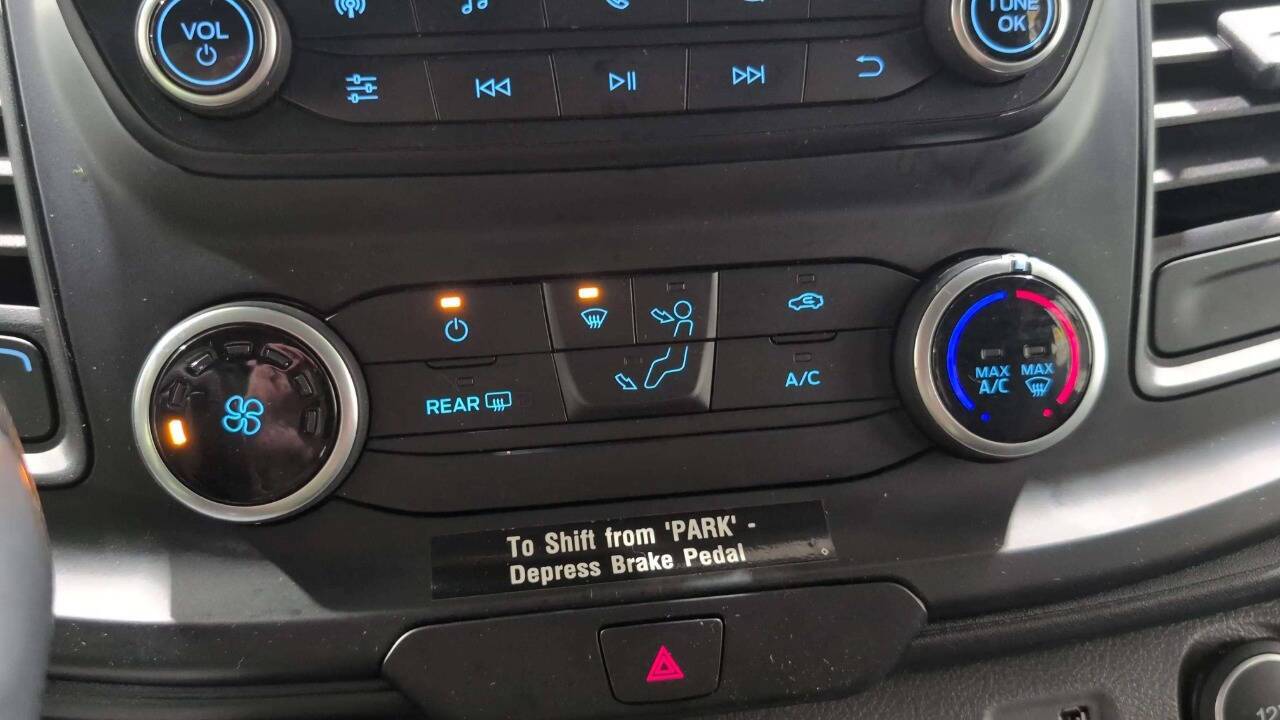 VOL
TUNE
OK
REAR
A/C
MAX
A/C
MAX
To Shift from 'PARK' -
Depress Brake Pedal